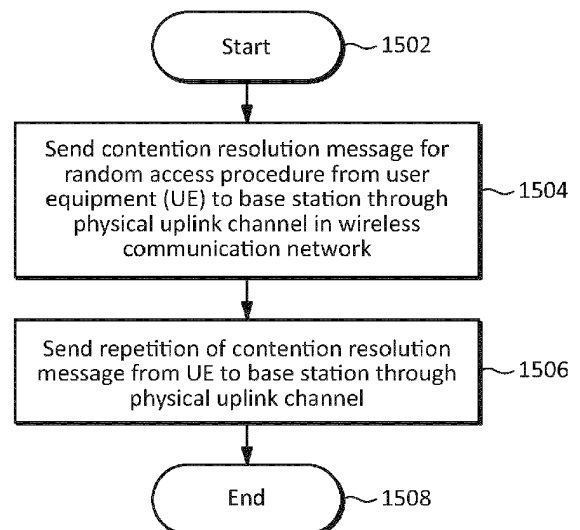 Start
1502
Send contention resolution message for
random access procedure from user
equipment (UE) to base station through
physical uplink channel in wireless
communication network
1504
Send repetition of contention resolution
message from UE to base station through
physical uplink channel
1506
End
1508